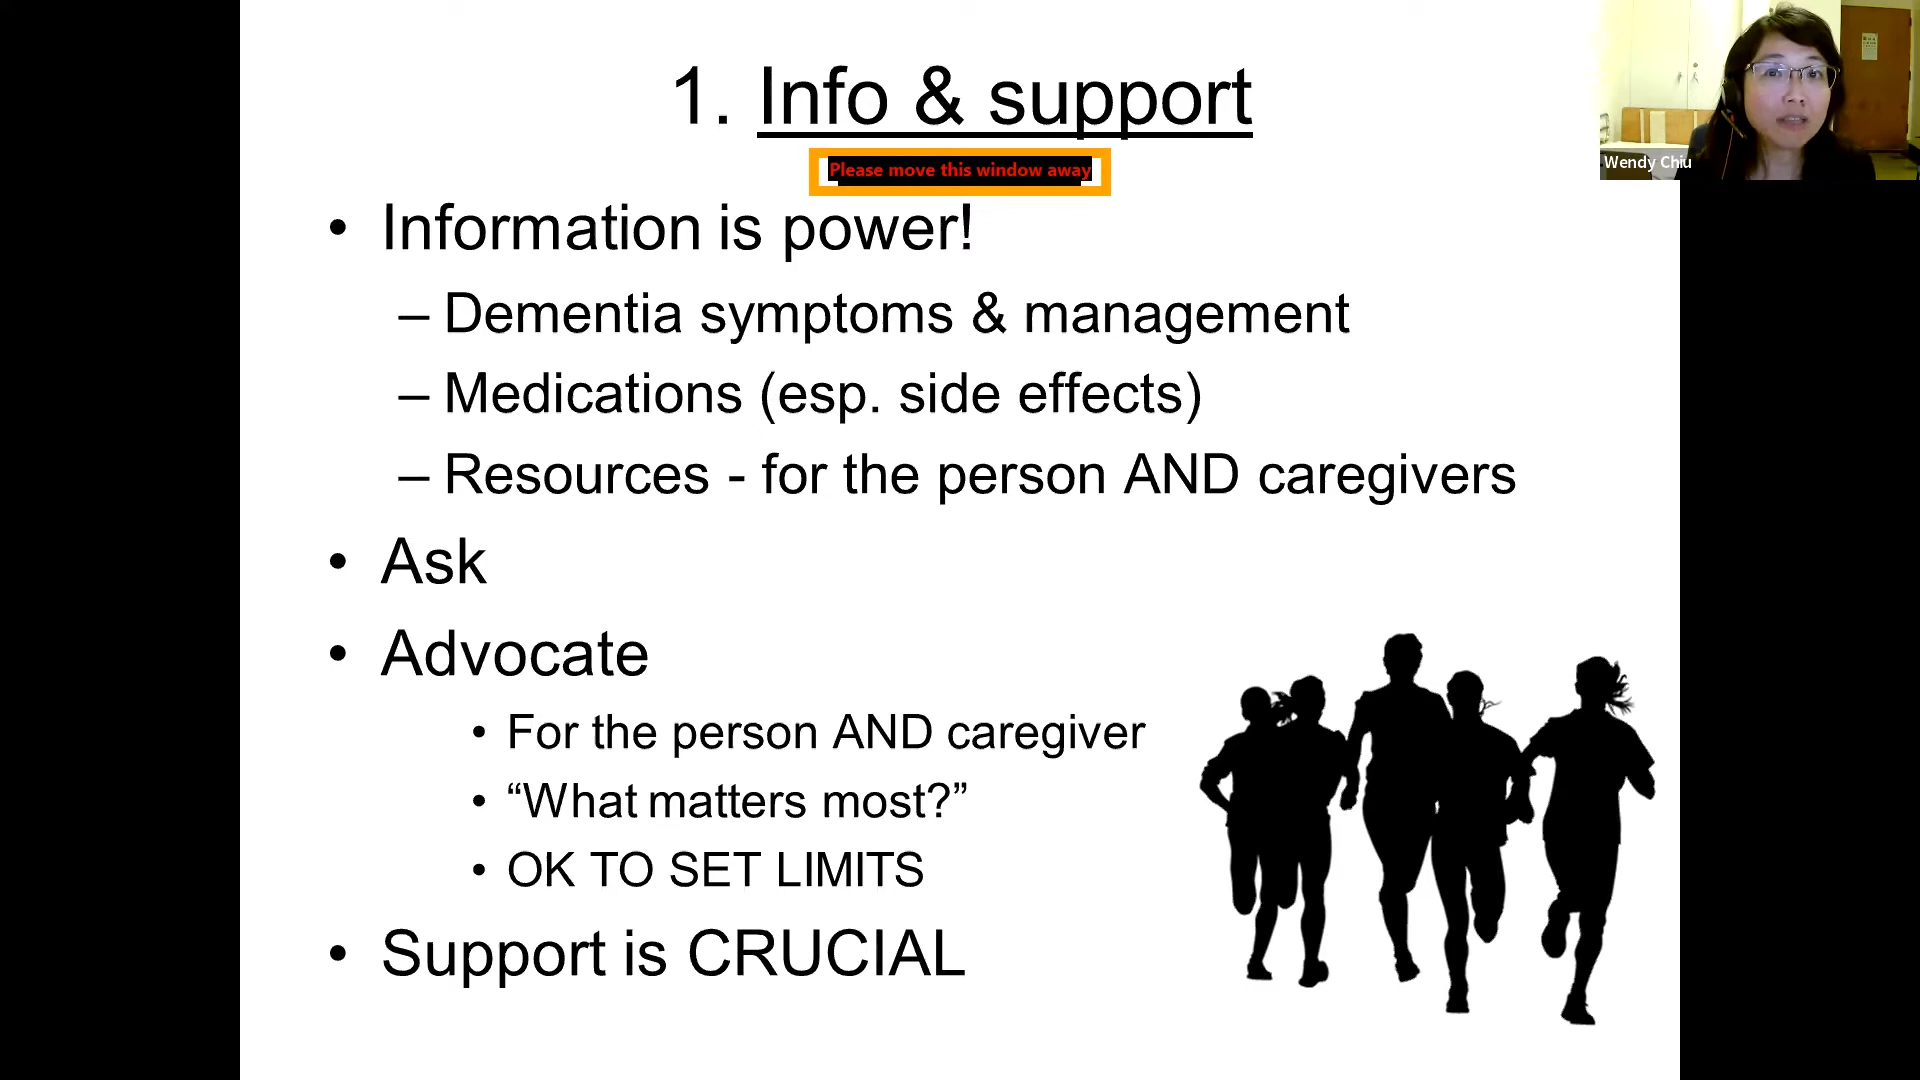 1. Info & support
Please move this window away
• Information is power!
– Dementia symptoms & management
– Medications (esp. side effects)
– Resources - for the person AND caregivers
• Ask
• Advocate
• For the person AND caregiver
• “What matters most?”
• OK TO SET LIMITS
• Support is CRUCIAL
Wendy Chiu